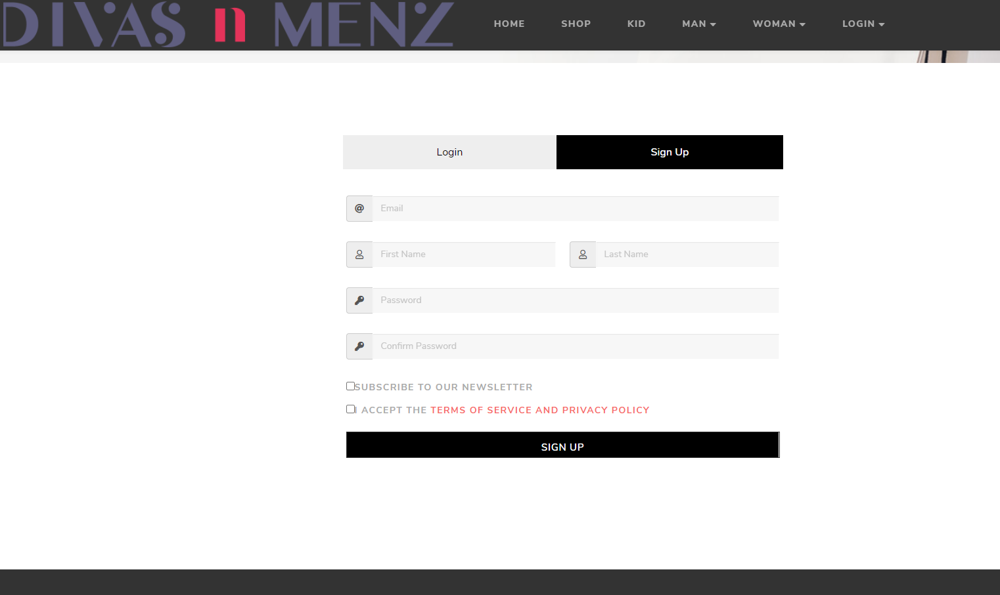 DIVAS n MENZ
HOME SHOP KID MAN WOMAN LOGIN
Login Sign Up
@ Email
First Name Last Name
Password
Confirm Password
SUBSCRIBE TO OUR NEWSLETTER
I ACCEPT THE TERMS OF SERVICE AND PRIVACY POLICY
SIGN UP